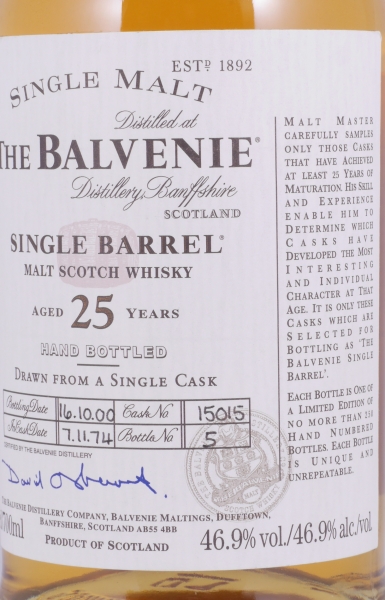 ESTD 1892
SINGLE MALT
Distilled at
THE BALVENIE®
Distillery, Banffshire
SCOTLAND
SINGLE BARREL®
MALT SCOTCH WHISKY
AGED 25 YEARS
HAND BOTTLED
DRAWN FROM A SINGLE CASK
Bottling Date 16.10.00 Cask No 15015
In Cask Date 7.11.74 Bottle No 5
CERTIFIED BY THE BALVENIE DISTILLERY
David
THE BALVENIE DISTILLERY COMPANY, BALVENIE MALTINGS, DUFFTOWN,
BANFFSHIRE, SCOTLAND AB55 4BB
700ml PRODUCT OF SCOTLAND 46.9% vol./46.9% alc./vol.
MALT MASTER
CAREFULLY SAMPLES
ONLY THOSE CASKS
THAT HAVE ACHIEVED
AT LEAST 25 YEARS OF
MATURATION. HIS SKILL
AND EXPERIENCE
ENABLE HIM TO
DETERMINE WHICH
CASKS HAVE
DEVELOPED THE MOST
INTERESTING
AND INDIVIDUAL
CHARACTER AT THAT
AGE. IT IS ONLY THESE
CASKS WHICH ARE
SELECTED FOR
BOTTLING AS 'THE
BALVENIE SINGLE
BARREL'.
EACH BOTTLE IS ONE OF
A LIMITED EDITION OF
NO MORE THAN 350
HAND NUMBERED
BOTTLES. EACH BOTTLE
IS UNIQUE AND
UNREPEATABLE.